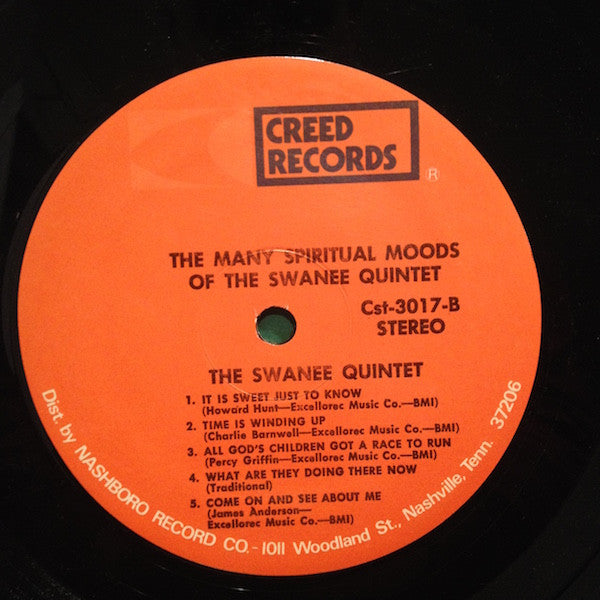 CREED
RECORDS
®
THE MANY SPIRITUAL MOODS
OF THE SWANEE QUINTET
Cst-3017-B
STEREO
THE SWANEE QUINTET
1. IT IS SWEET JUST TO KNOW
(Howard Hunt—Excellorec Music Co.—BMI)
2. TIME IS WINDING UP
(Charlie Barnwell—Excellorec Music Co.—BMI)
3. ALL GOD'S CHILDREN GOT A RACE TO RUN
(Percy Griffin—Excellorec Music Co.—BMI)
4. WHAT ARE THEY DOING THERE NOW
(Traditional)
5. COME ON AND SEE ABOUT ME
(James Anderson—
Excellorec Music Co.—BMI)
Dist. by NASHBORO RECORD CO. - 1011 Woodland St., Nashville, Tenn. 37206